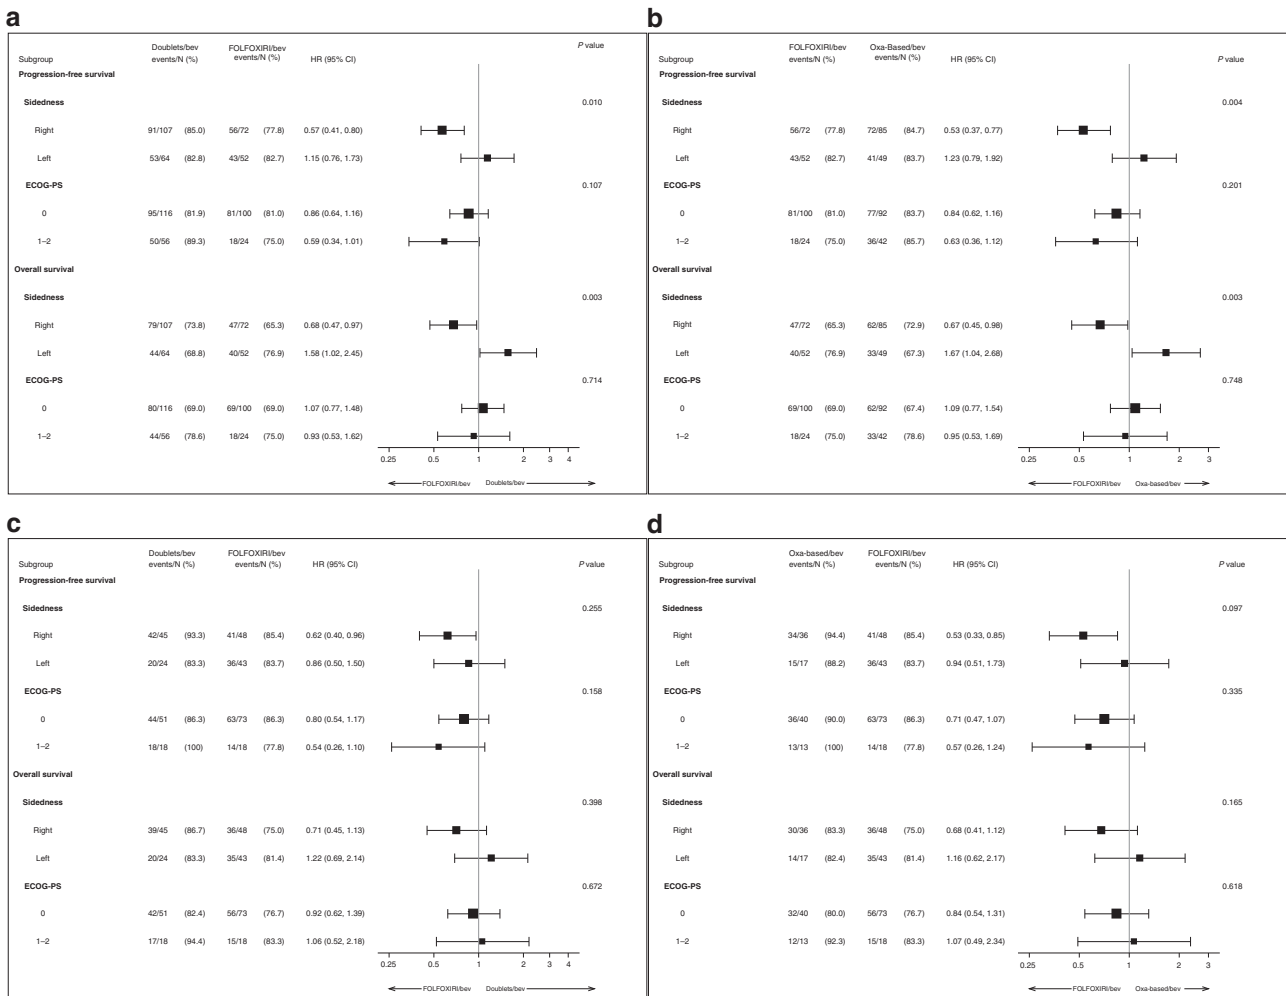 a
Doublets/bev FOLFOXIRI/bev P value
events/N (%) events/N (%) HR (95% CI)
Subgroup
Progression-free survival
Sidedness 0.010
Right 91/107 (85.0) 56/72 (77.8) 0.57 (0.41, 0.80)
Left 53/64 (82.8) 43/52 (82.7) 1.15 (0.76, 1.73)
ECOG-PS 0.107
0 95/116 (81.9) 81/100 (81.0) 0.86 (0.64, 1.16)
1–2 50/56 (89.3) 18/24 (75.0) 0.59 (0.34, 1.01)
Overall survival
Sidedness 0.003
Right 79/107 (73.8) 47/72 (65.3) 0.68 (0.47, 0.97)
Left 44/64 (68.8) 40/52 (76.9) 1.58 (1.02, 2.45)
ECOG-PS 0.714
0 80/116 (69.0) 69/100 (69.0) 1.07 (0.77, 1.48)
1–2 44/56 (78.6) 18/24 (75.0) 0.93 (0.53, 1.62)
0.25 0.5 1 2 3 4
FOLFOXIRI/bev Doublets/bev
b
FOLFOXIRI/bev Oxa-Based/bev
events/N (%) events/N (%) HR (95% CI) P value
Subgroup
Progression-free survival
Sidedness 0.004
Right 56/72 (77.8) 72/85 (84.7) 0.53 (0.37, 0.77)
Left 43/52 (82.7) 41/49 (83.7) 1.23 (0.79, 1.92)
ECOG-PS 0.201
0 81/100 (81.0) 77/92 (83.7) 0.84 (0.62, 1.16)
1–2 18/24 (75.0) 36/42 (85.7) 0.63 (0.36, 1.12)
Overall survival
Sidedness 0.003
Right 47/72 (65.3) 62/85 (72.9) 0.67 (0.45, 0.98)
Left 40/52 (76.9) 33/49 (67.3) 1.67 (1.04, 2.68)
ECOG-PS 0.748
0 69/100 (69.0) 62/92 (67.4) 1.09 (0.77, 1.54)
1–2 18/24 (75.0) 33/42 (78.6) 0.95 (0.53, 1.69)
0.25 0.5 1 2 3
FOLFOXIRI/bev Oxa-based/bev
c
Doublets/bev FOLFOXIRI/bev
Subgroup events/N (%) events/N (%) HR (95% CI) P value
Progression-free survival
Sidedness 0.255
Right 42/45 (93.3) 41/48 (85.4) 0.62 (0.40, 0.96)
Left 20/24 (83.3) 36/43 (83.7) 0.86 (0.50, 1.50)
ECOG-PS 0.158
0 44/51 (86.3) 63/73 (86.3) 0.80 (0.54, 1.17)
1–2 18/18 (100) 14/18 (77.8) 0.54 (0.26, 1.10)
Overall survival
Sidedness 0.398
Right 39/45 (86.7) 36/48 (75.0) 0.71 (0.45, 1.13)
Left 20/24 (83.3) 35/43 (81.4) 1.22 (0.69, 2.14)
ECOG-PS 0.672
0 42/51 (82.4) 56/73 (76.7) 0.92 (0.62, 1.39)
1–2 17/18 (94.4) 15/18 (83.3) 1.06 (0.52, 2.18)
0.25 0.5 1 2 3 4
FOLFOXIRI/bev Doublets/bev
d
Oxa-based/bev FOLFOXIRI/bev
Subgroup events/N (%) events/N (%) HR (95% CI) P value
Progression-free survival
Sidedness 0.097
Right 34/36 (94.4) 41/48 (85.4) 0.53 (0.33, 0.85)
Left 15/17 (88.2) 36/43 (83.7) 0.94 (0.51, 1.73)
ECOG-PS 0.335
0 36/40 (90.0) 63/73 (86.3) 0.71 (0.47, 1.07)
1–2 13/13 (100) 14/18 (77.8) 0.57 (0.26, 1.24)
Overall survival
Sidedness 0.165
Right 30/36 (83.3) 36/48 (75.0) 0.68 (0.41, 1.12)
Left 14/17 (82.4) 35/43 (81.4) 1.16 (0.62, 2.17)
ECOG-PS 0.618
0 32/40 (80.0) 56/73 (76.7) 0.84 (0.54, 1.31)
1–2 12/13 (92.3) 15/18 (83.3) 1.07 (0.49, 2.34)
0.25 0.5 1 2 3
FOLFOXIRI/bev Oxa-based/bev